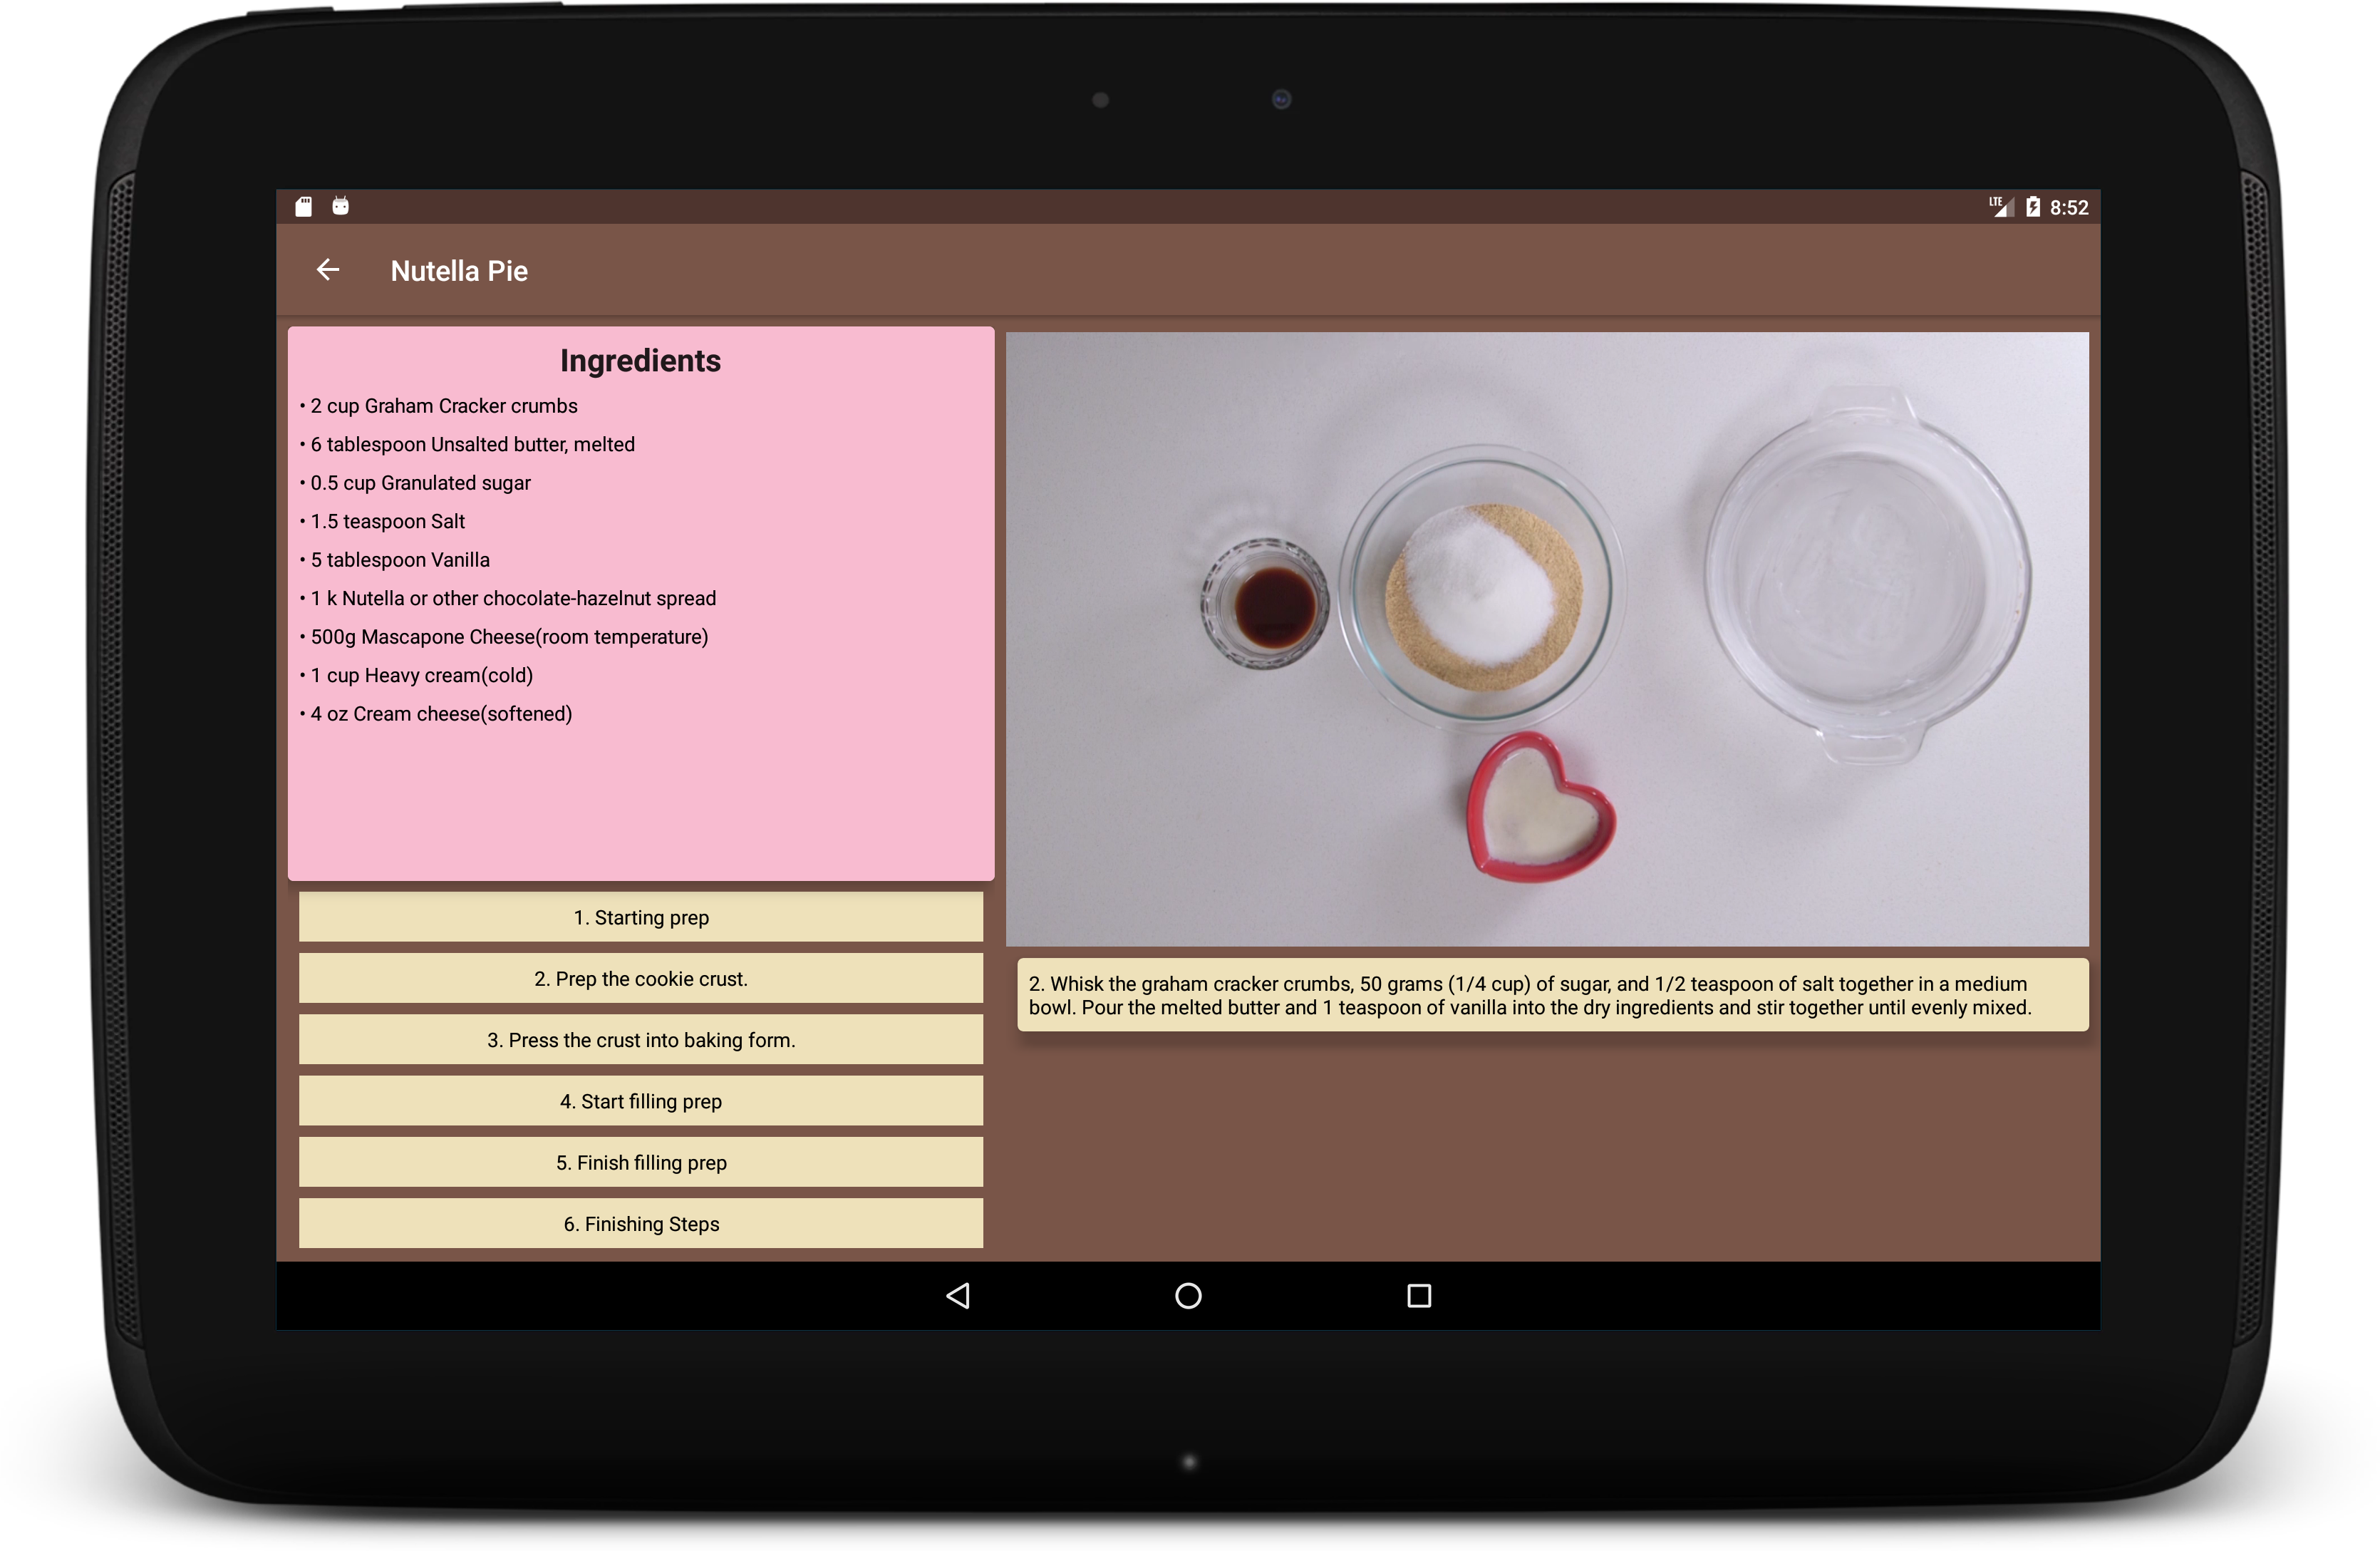 LTE 8:52
Nutella Pie
Ingredients
• 2 cup Graham Cracker crumbs
• 6 tablespoon Unsalted butter, melted
• 0.5 cup Granulated sugar
• 1.5 teaspoon Salt
• 5 tablespoon Vanilla
• 1 k Nutella or other chocolate-hazelnut spread
• 500g Mascapone Cheese(room temperature)
• 1 cup Heavy cream(cold)
• 4 oz Cream cheese(softened)
1. Starting prep
2. Prep the cookie crust.
3. Press the crust into baking form.
4. Start filling prep
5. Finish filling prep
6. Finishing Steps
2. Whisk the graham cracker crumbs, 50 grams (1/4 cup) of sugar, and 1/2 teaspoon of salt together in a medium
bowl. Pour the melted butter and 1 teaspoon of vanilla into the dry ingredients and stir together until evenly mixed.